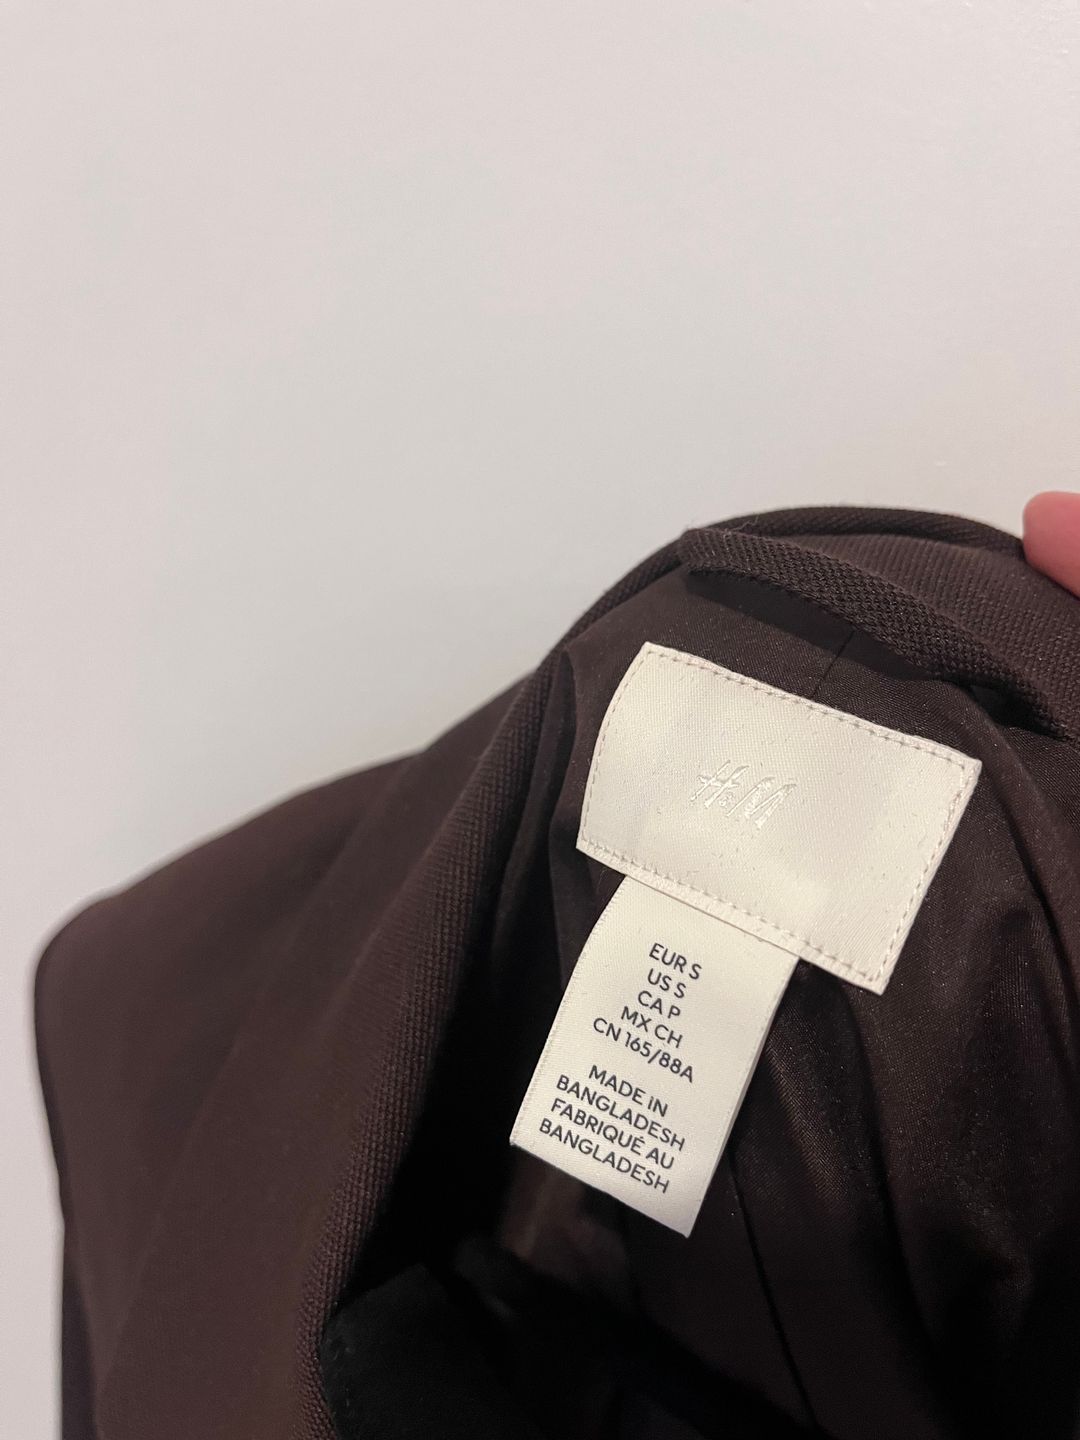 H&M
EUR S
US S
CA P
MX CH
CN 165/88A
MADE IN
BANGLADESH
FABRIQUÉ AU
BANGLADESH